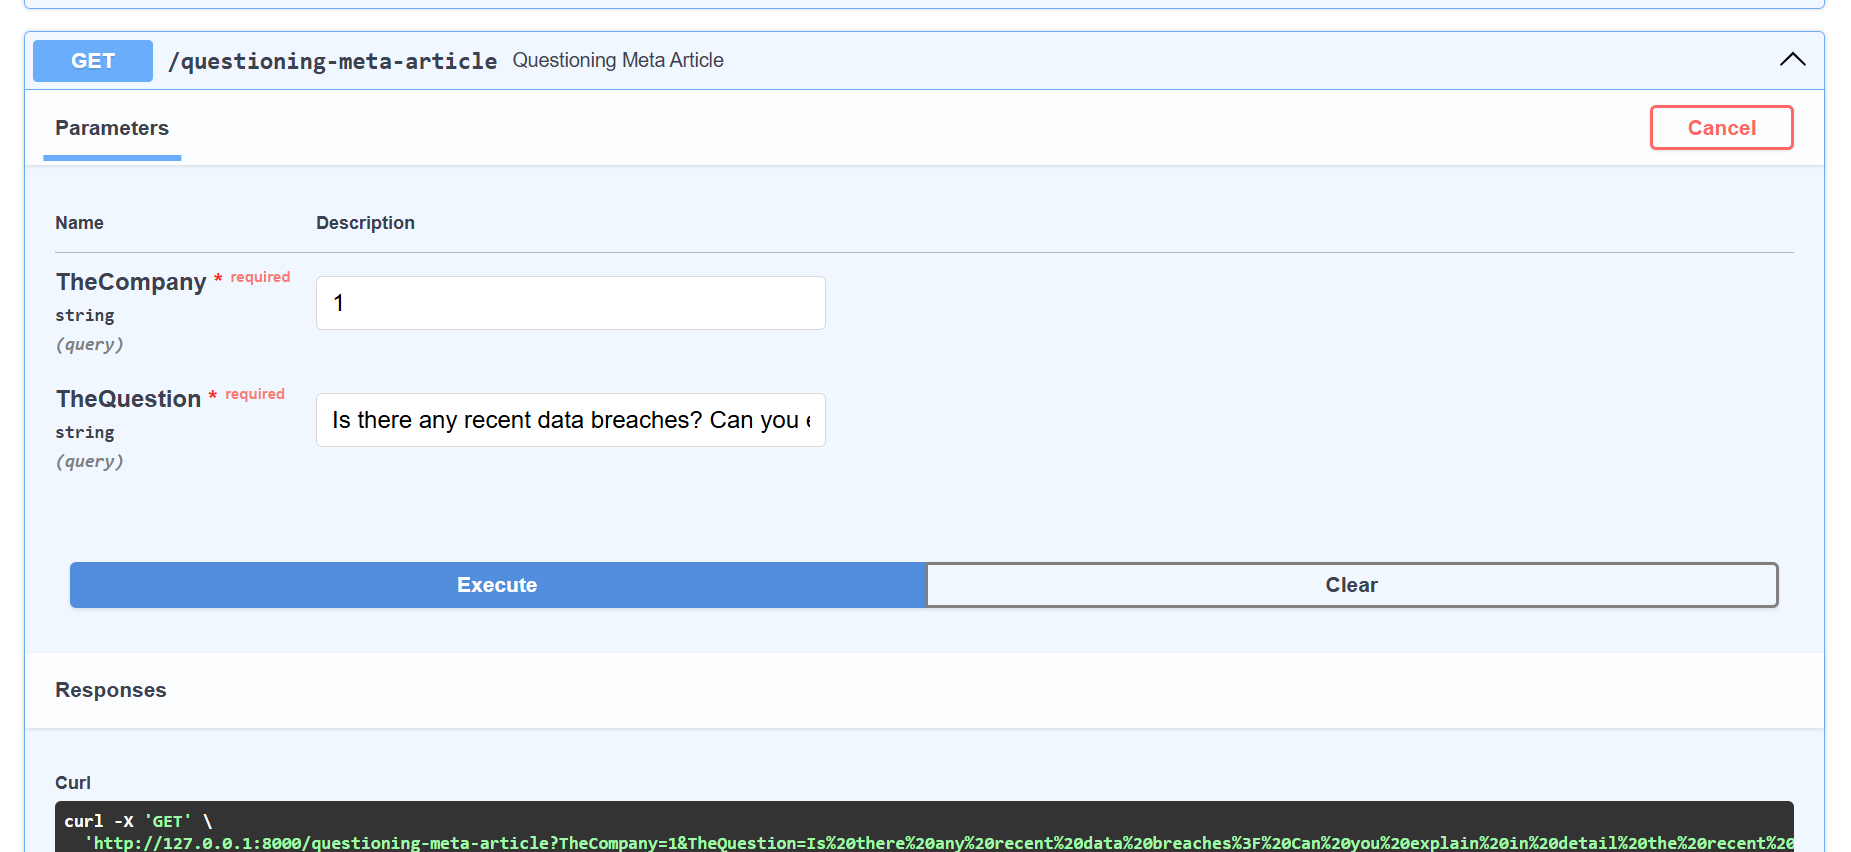 GET /questioning-meta-article Questioning Meta Article
Parameters
Cancel
Name Description
TheCompany * required
string
(query)
1
TheQuestion * required
string
(query)
Is there any recent data breaches? Can you
Execute
Clear
Responses
Curl
curl -X 'GET' \
'http://127.0.0.1:8000/questioning-meta-article?TheCompany=1&TheQuestion=Is%20there%20any%20recent%20data%20breaches%3F%20Can%20you%20explain%20in%20detail%20the%20recent%20